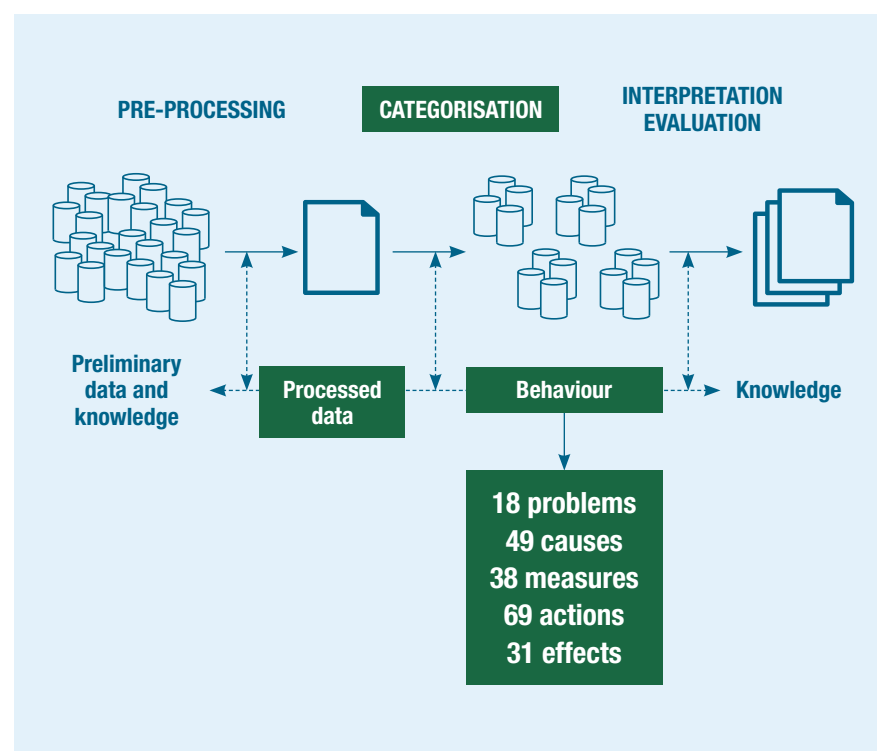 PRE-PROCESSING
CATEGORISATION
INTERPRETATION
EVALUATION
Preliminary
data and
knowledge
Processed
data
Behaviour
Knowledge
18 problems
49 causes
38 measures
69 actions
31 effects